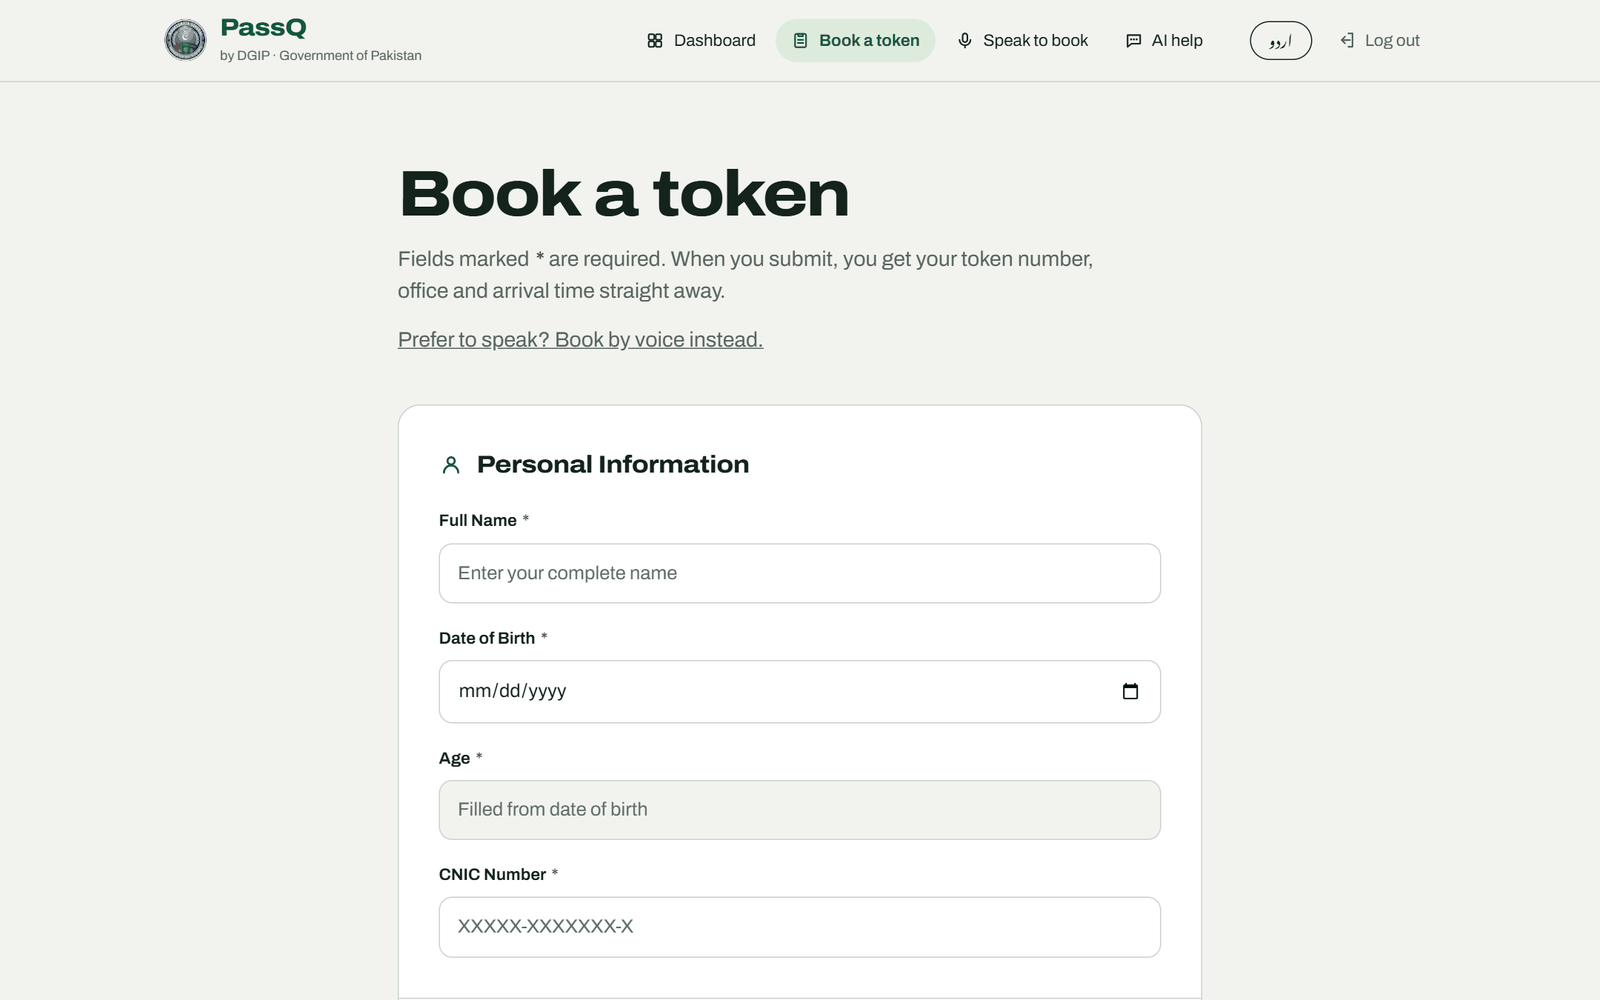 PassQ
by DGIP · Government of Pakistan
Dashboard
Book a token
Speak to book
AI help
اردو
Log out
Book a token
Fields marked * are required. When you submit, you get your token number,
office and arrival time straight away.
Prefer to speak? Book by voice instead.
Personal Information
Full Name *
Enter your complete name
Date of Birth *
mm/dd/yyyy
Age *
Filled from date of birth
CNIC Number *
XXXXX-XXXXXXX-X